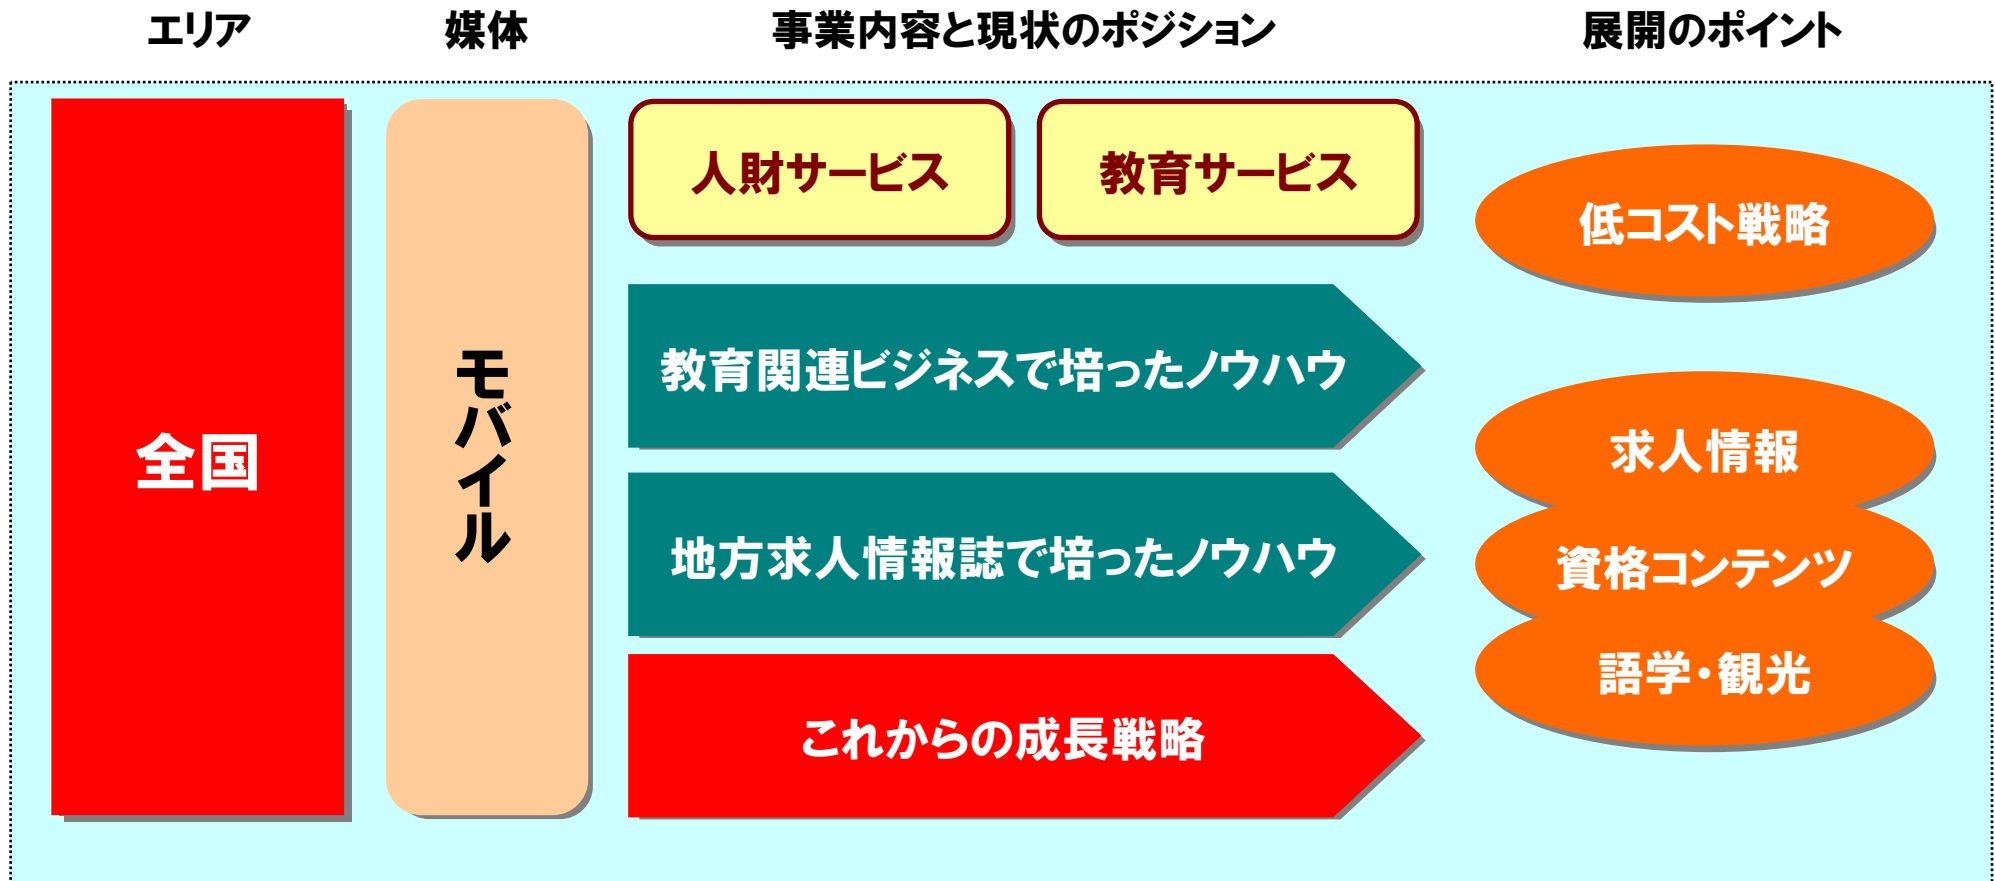 エリア
媒体
事業内容と現状のポジション
展開のポイント
全国
モバイル
人財サービス
教育サービス
教育関連ビジネスで培ったノウハウ
地方求人情報誌で培ったノウハウ
これからの成長戦略
低コスト戦略
求人情報
資格コンテンツ
語学・観光